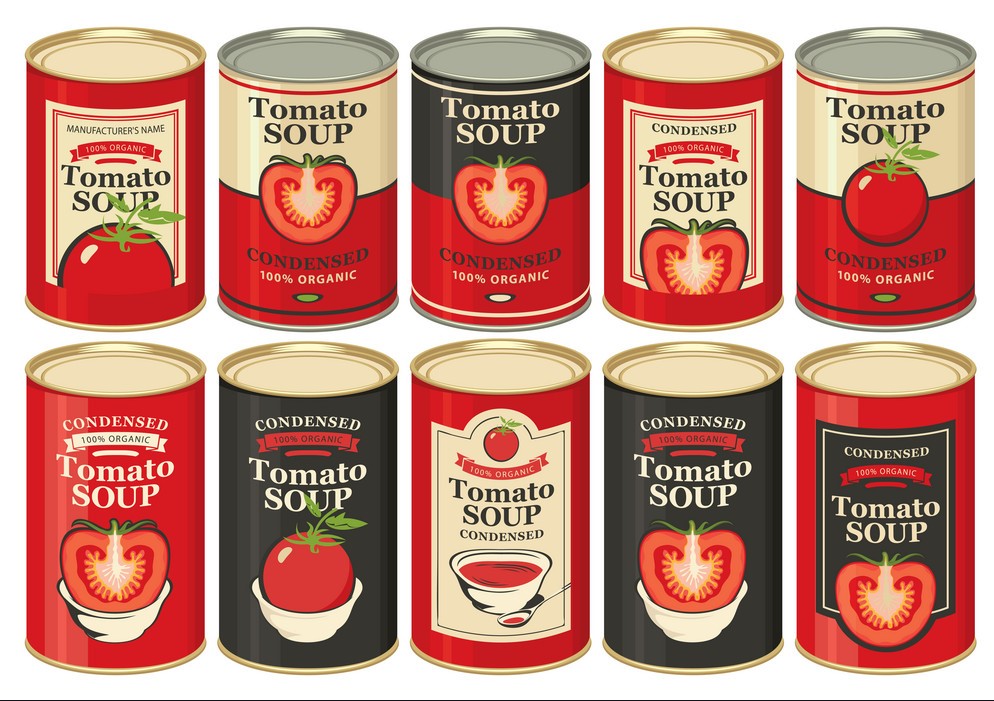 MANUFACTURER'S NAME
100% ORGANIC
Tomato
SOUP
Tomato
SOUP
CONDENSED
100% ORGANIC
Tomato
SOUP
CONDENSED
100% ORGANIC
CONDENSED
100% ORGANIC
Tomato
SOUP
Tomato
SOUP
CONDENSED
100% ORGANIC
CONDENSED
100% ORGANIC
Tomato
SOUP
CONDENSED
100% ORGANIC
Tomato
SOUP
100% ORGANIC
Tomato
SOUP
CONDENSED
CONDENSED
100% ORGANIC
Tomato
SOUP
CONDENSED
100% ORGANIC
Tomato
SOUP